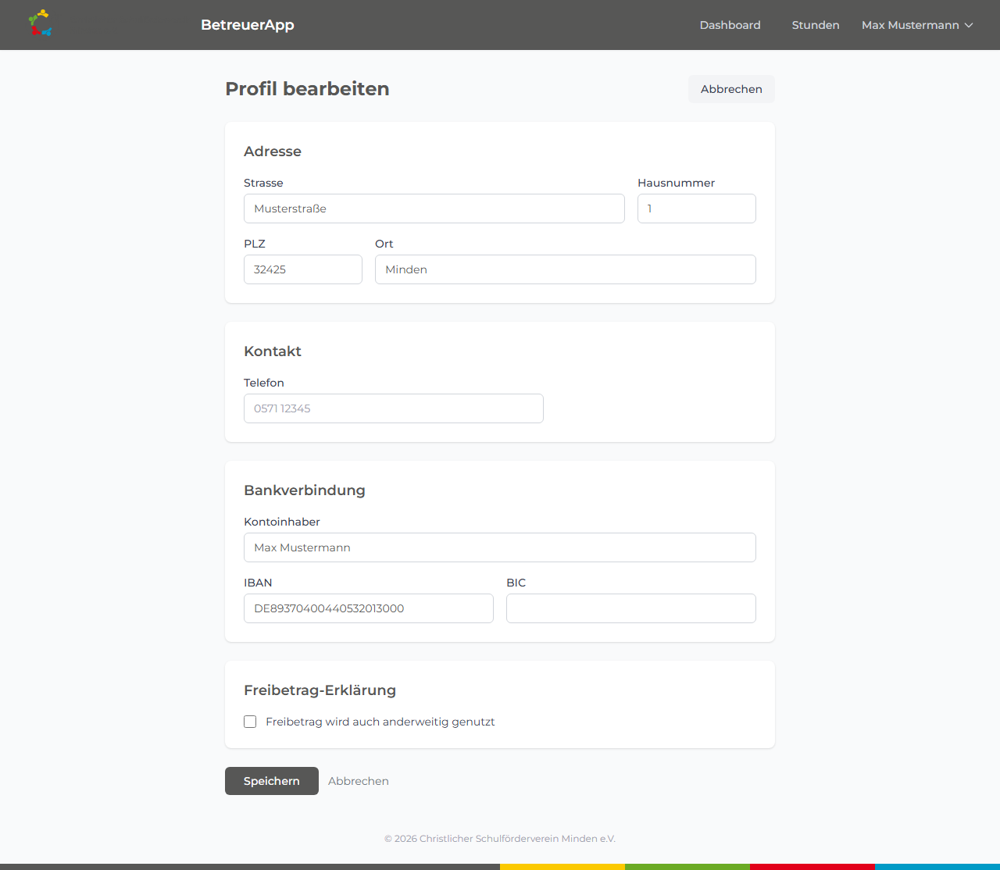 BetreuerApp
Dashboard
Stunden
Max Mustermann
Profil bearbeiten
Abbrechen
Adresse
Strasse
Hausnummer
Musterstraße
1
PLZ
Ort
32425
Minden
Kontakt
Telefon
0571 12345
Bankverbindung
Kontoinhaber
Max Mustermann
IBAN
BIC
DE89370400440532013000
Freibetrag-Erklärung
Freibetrag wird auch anderweitig genutzt
Speichern
Abbrechen
© 2026 Christlicher Schulförderverein Minden e.V.